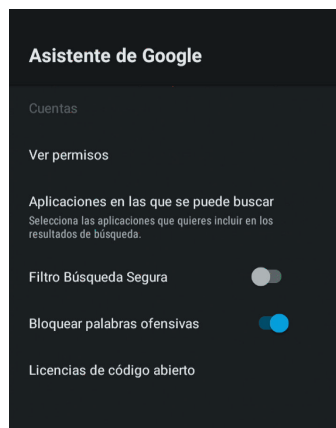 Asistente de Google
Cuentas
Ver permisos
Aplicaciones en las que se puede buscar
Selecciona las aplicaciones que quieres incluir en los
resultados de búsqueda.
Filtro Búsqueda Segura
Bloquear palabras ofensivas
Licencias de código abierto